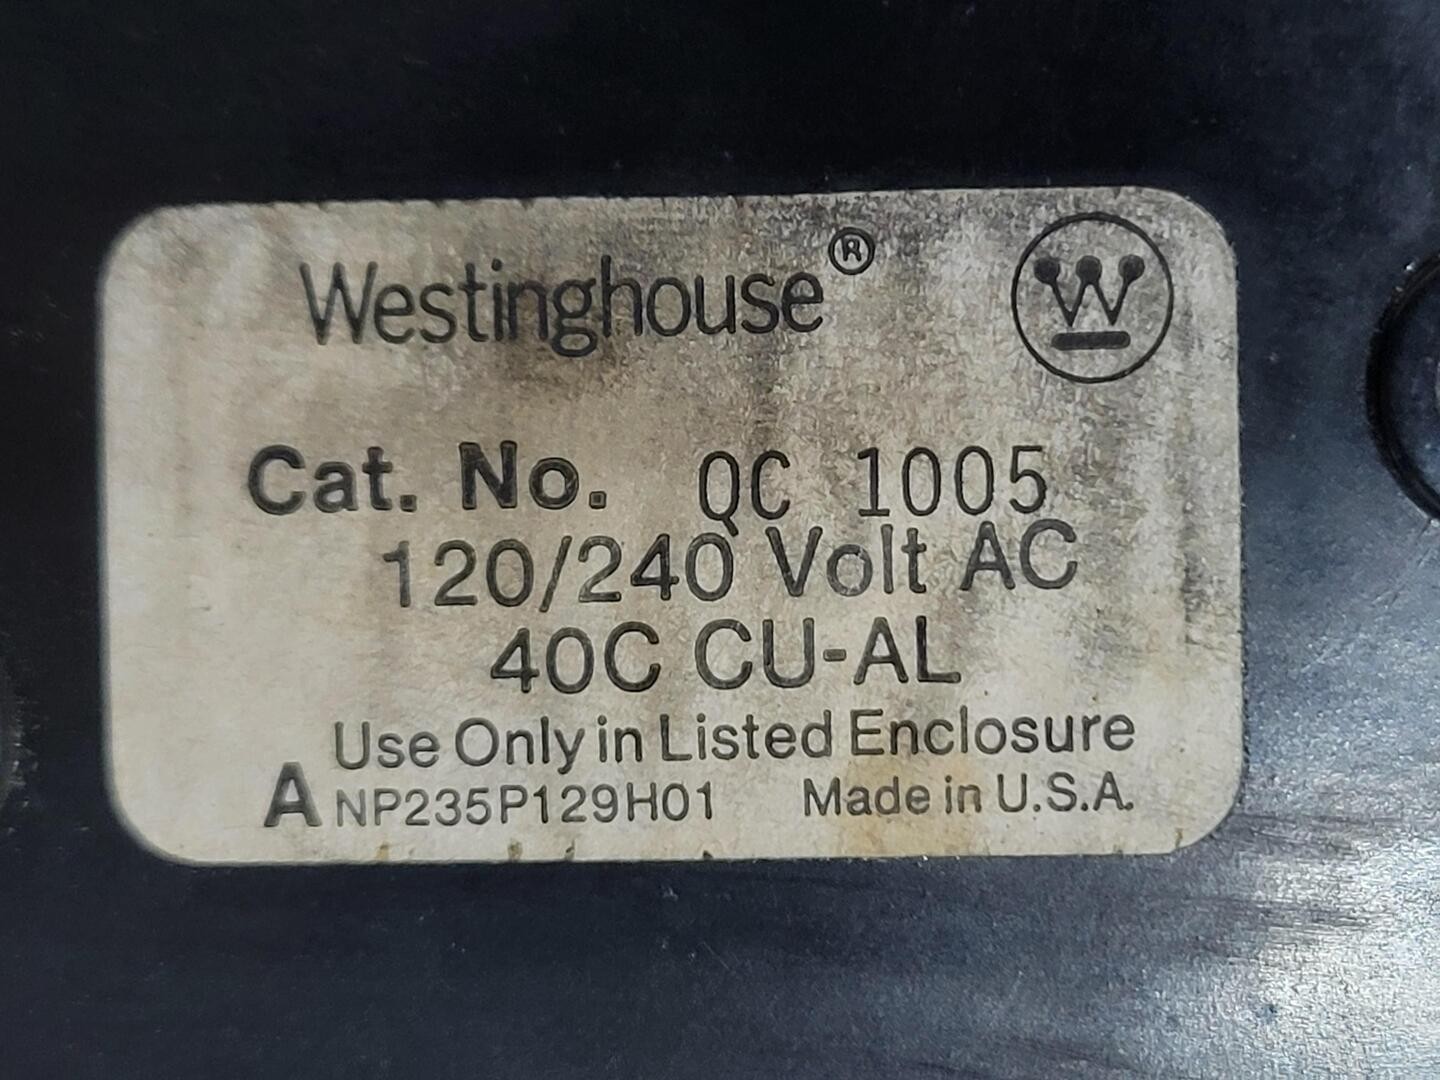 Westinghouse®
W
Cat. No. QC 1005
120/240 Volt AC
40C CU-AL
Use Only in Listed Enclosure
A NP235P129H01 Made in U.S.A.